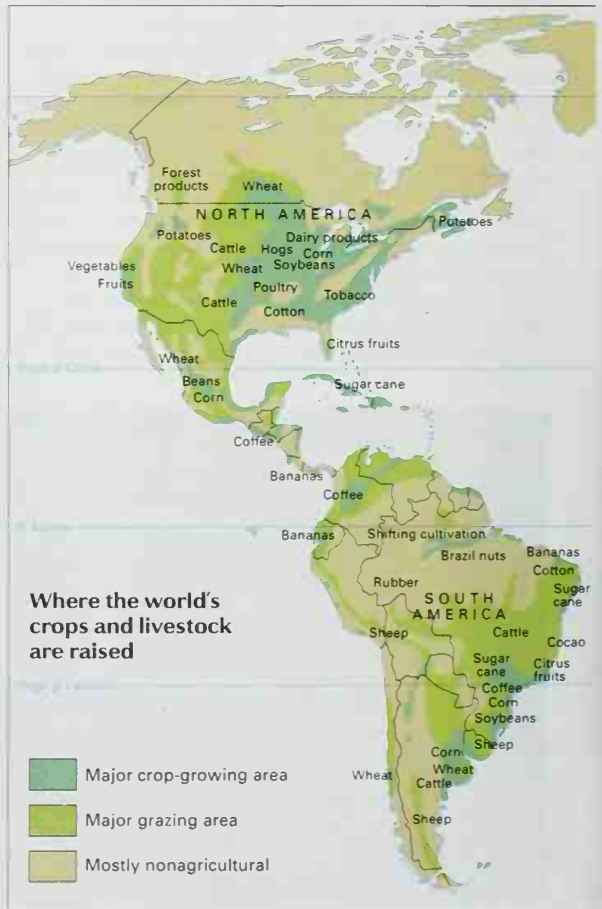 Forest
products
Wheat
NORTH AMERICA
Potatoes
Potatoes
Dairy products
Cattle
Hogs
Corn
Vegetables
Wheat
Soybeans
Fruits
Poultry
Cattle
Tobacco
Cotton
Citrus fruits
Wheat
Beans
Sugar cane
Corn
Coffee
Bananas
Coffee
Bananas
Shifting cultivation
Brazil nuts
Bananas
Cotton
Rubber
Sugar
cane
SOUTH
AMERICA
Sheep
Cattle
Cocao
Sugar
cane
Citrus
fruits
Coffee
Corn
Soybeans
Sheep
Corn
Wheat
Wheat
Cattle
Sheep
Where the world's
crops and livestock
are raised
Major crop-growing area
Major grazing area
Mostly nonagricultural